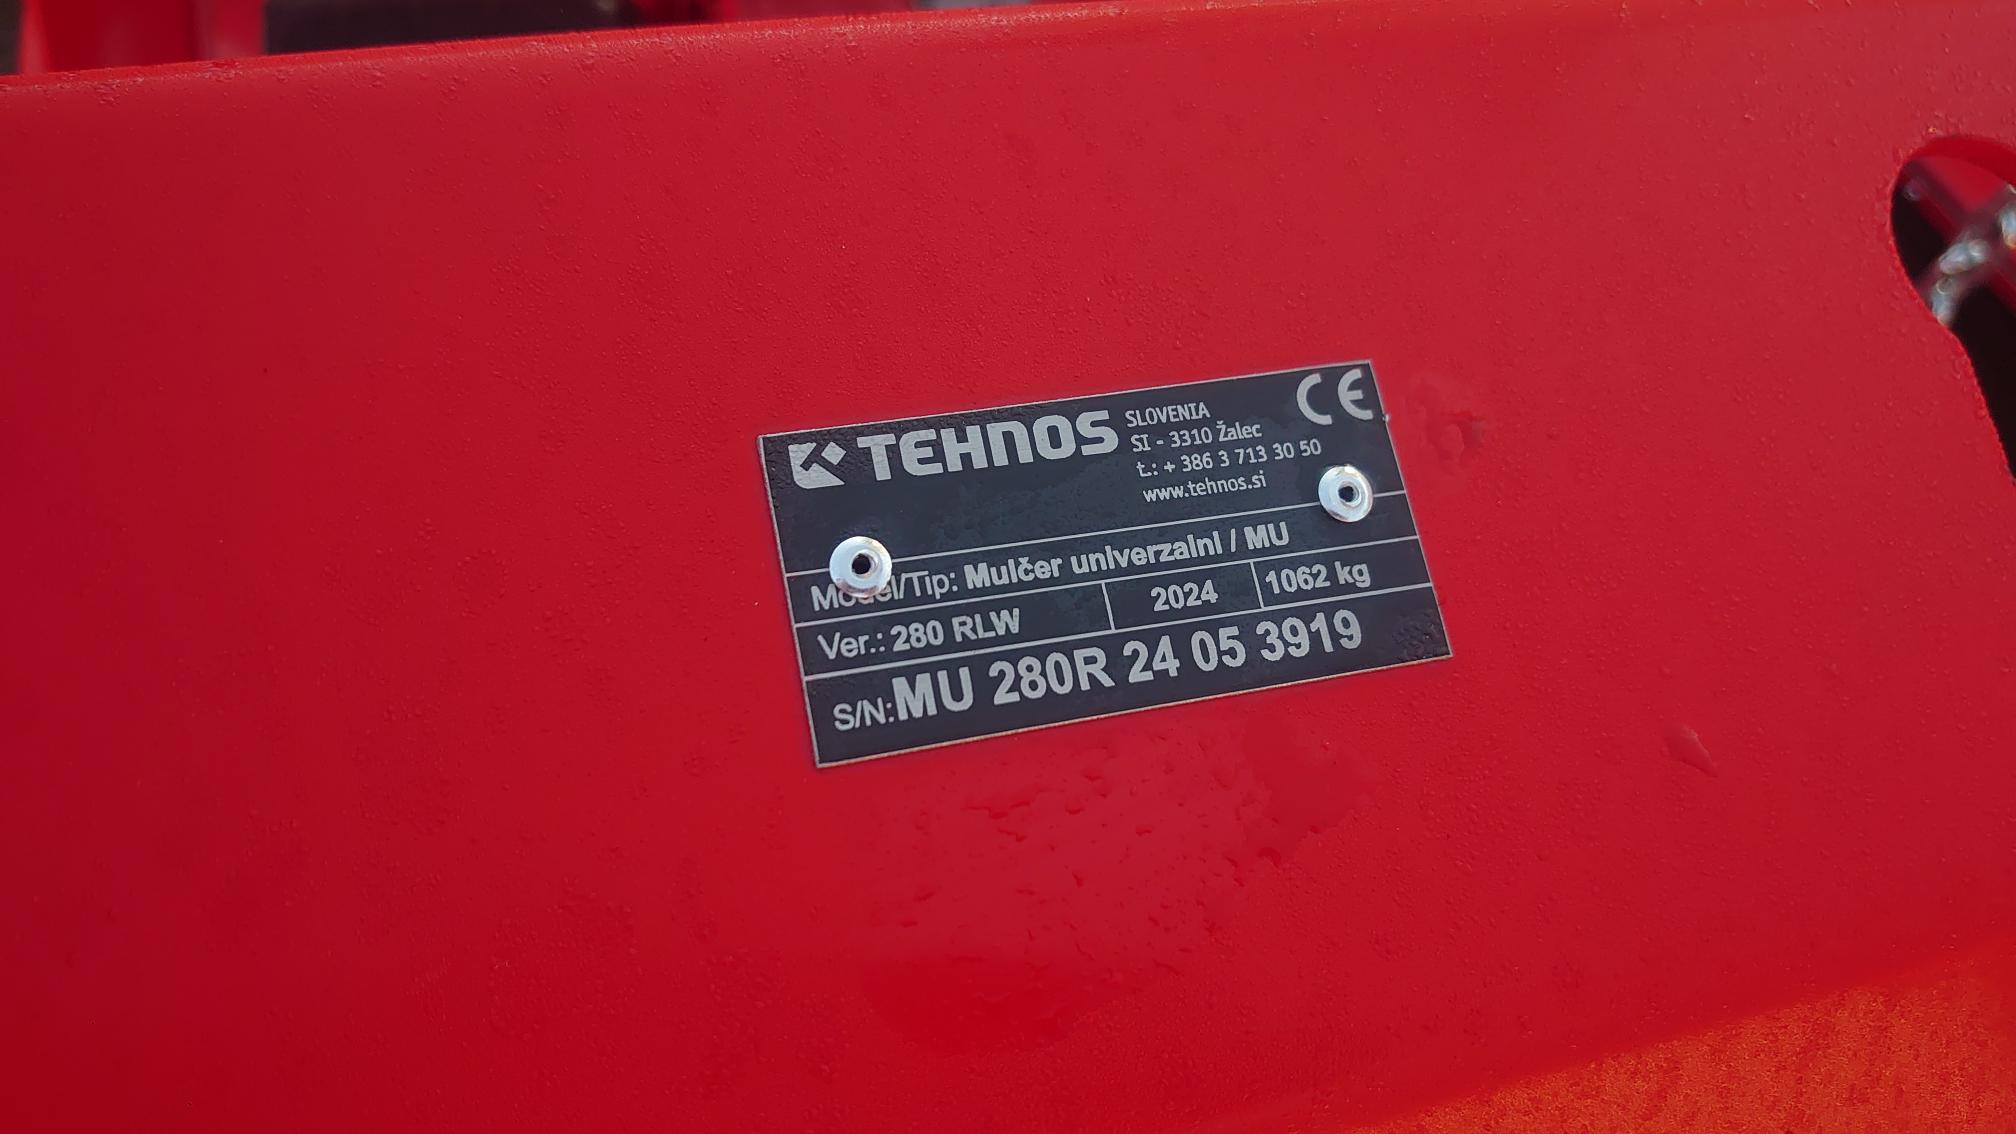 TEHNOS
SLOVENIA
SI - 3310 Žalec
t.: + 386 3 713 30 50
www.tehnos.si
CE
Model/Tip: Mulčer univerzalni / MU
Ver.: 280 RLW 2024 1062 kg
S/N: MU 280R 24 05 3919